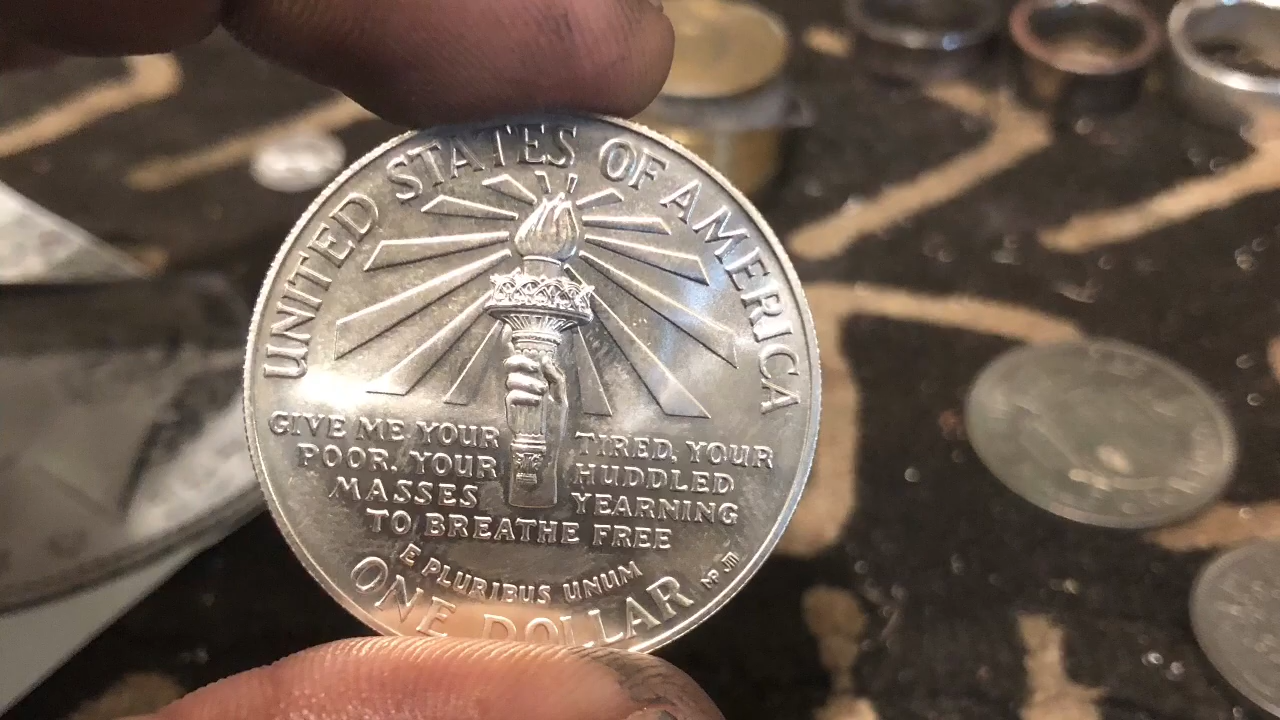 UNITED STATES OF AMERICA
GIVE ME YOUR TIRED, YOUR
POOR, YOUR HUDDLED
MASSES YEARNING
TO BREATHE FREE
E PLURIBUS UNUM
ONE DOLLAR